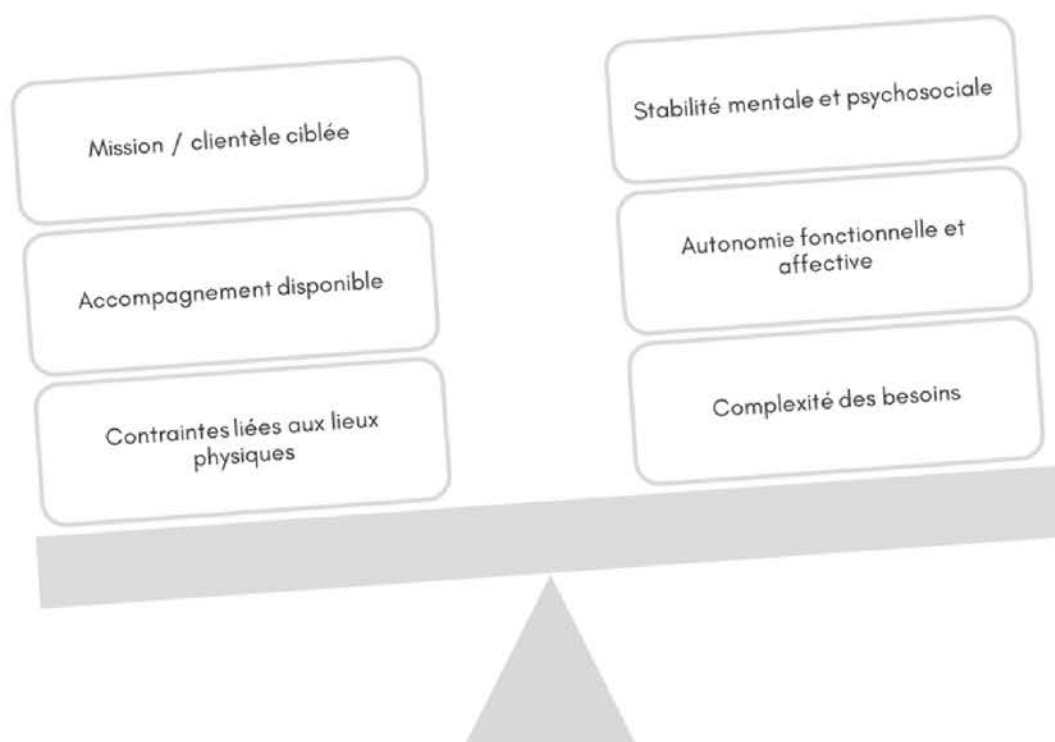 Mission / clientèle ciblée
Accompagnement disponible
Contraintes liées aux lieux
physiques
Stabilité mentale et psychosociale
Autonomie fonctionnelle et
affective
Complexité des besoins